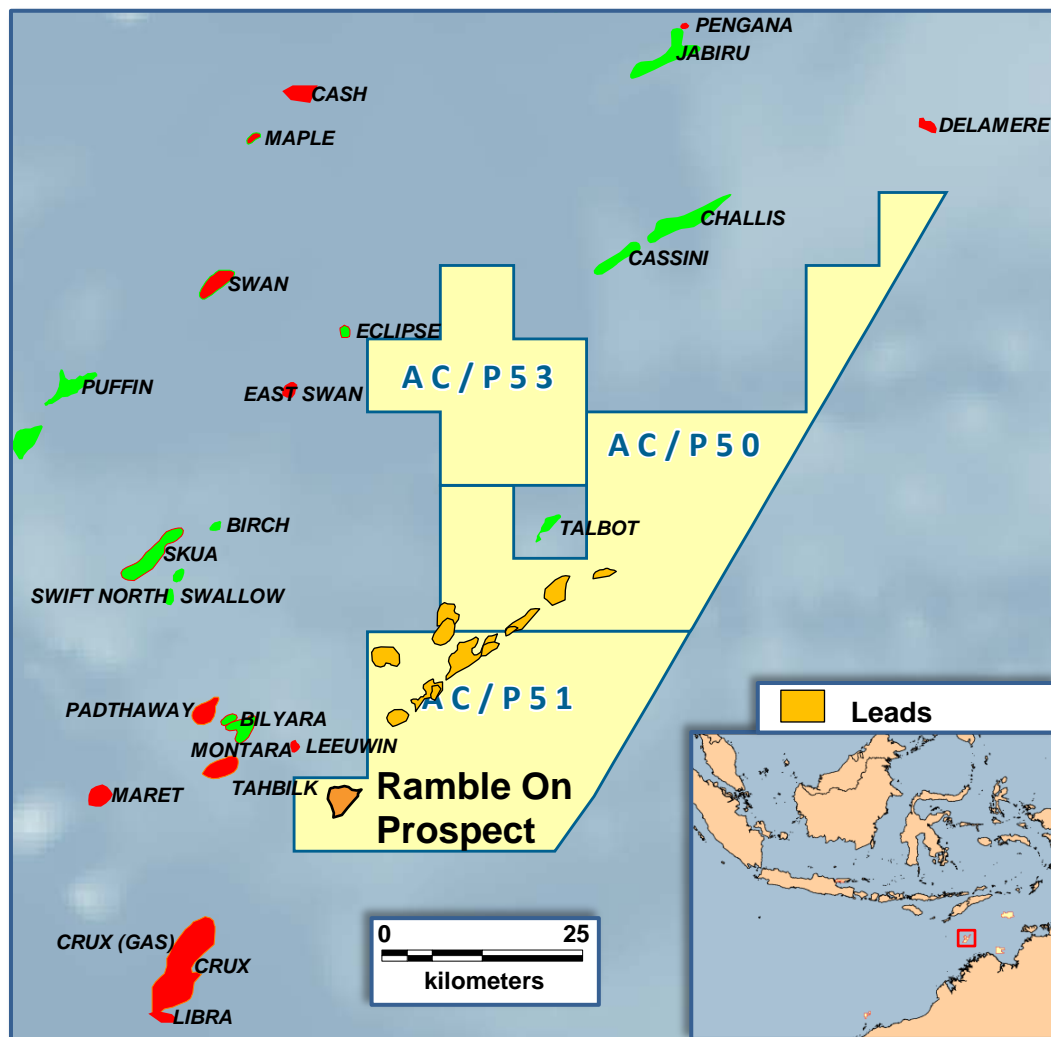 PENGANA
JABIRU
CASH
DELAMERE
MAPLE
CHALLIS
CASSINI
SWAN
ECLIPSE
AC/P53
EAST SWAN
PUFFIN
AC/P50
BIRCH
TALBOT
SKUA
SWIFT NORTH
SWALLOW
AC/P51
PADTHAWAY
BILYARA
Leads
MONTARA
LEEUWIN
TAHBILK
MARET
Ramble On
Prospect
CRUX (GAS)
CRUX
LIBRA
0 25
kilometers